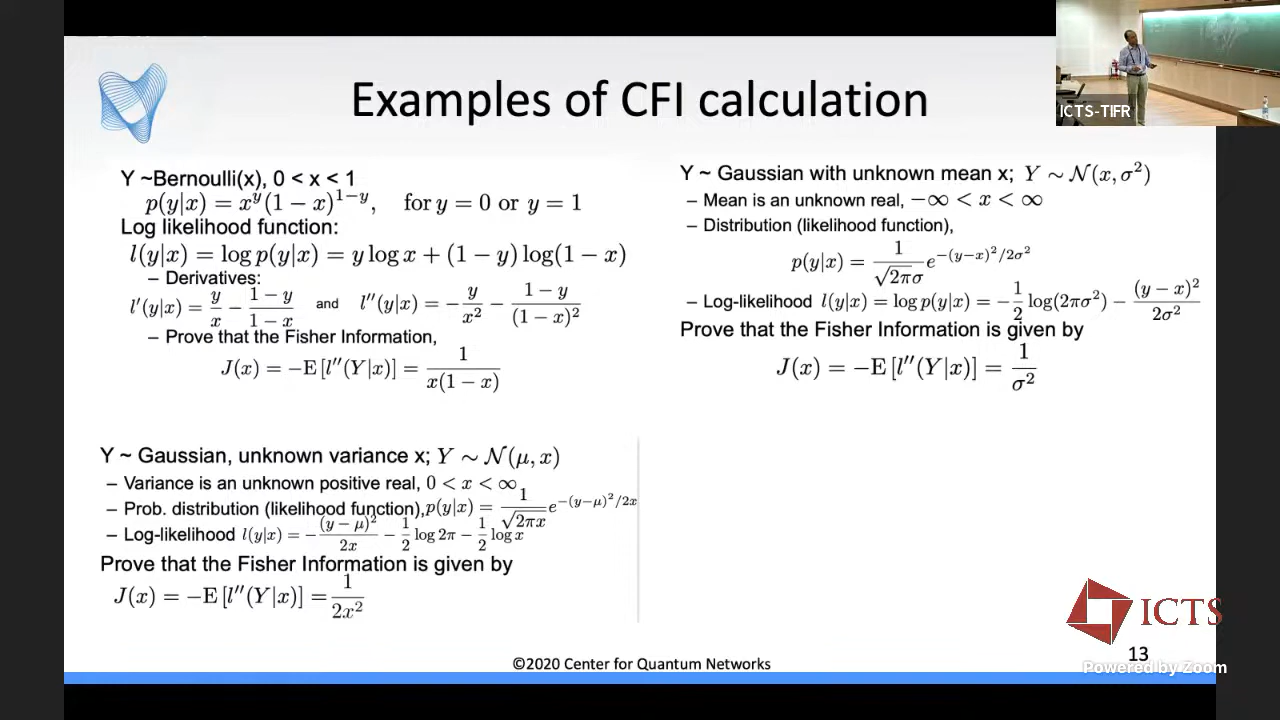 Examples of CFI calculation
ICTS-TIFR
Y ~Bernoulli(x), 0 < x < 1
p(y|x) = x^y(1 − x)^{1−y}, for y = 0 or y = 1
Log likelihood function:
l(y|x) = log p(y|x) = y log x + (1 − y) log(1 − x)
– Derivatives:
l′(y|x) = y/x − (1 − y)/(1 − x) and l″(y|x) = −y/x² − (1 − y)/(1 − x)²
– Prove that the Fisher Information,
J(x) = −E [l″(Y|x)] = 1/(x(1 − x))
Y ~ Gaussian with unknown mean x; Y ∼ N(x, σ²)
– Mean is an unknown real, −∞ < x < ∞
– Distribution (likelihood function),
p(y|x) = 1/(√2πσ) e^{−(y−x)²/2σ²}
– Log-likelihood l(y|x) = log p(y|x) = −1/2 log(2πσ²) − (y − x)²/2σ²
Prove that the Fisher Information is given by
J(x) = −E [l″(Y|x)] = 1/σ²
Y ~ Gaussian, unknown variance x; Y ∼ N(μ, x)
– Variance is an unknown positive real, 0 < x < ∞
– Prob. distribution (likelihood function), p(y|x) = 1/√2πx e^{−(y−μ)²/2x}
– Log-likelihood l(y|x) = −(y − μ)²/2x − 1/2 log 2π − 1/2 log x
Prove that the Fisher Information is given by
J(x) = −E [l″(Y|x)] = 1/2x²
ICTS
13
©2020 Center for Quantum Networks
Powered by Zoom